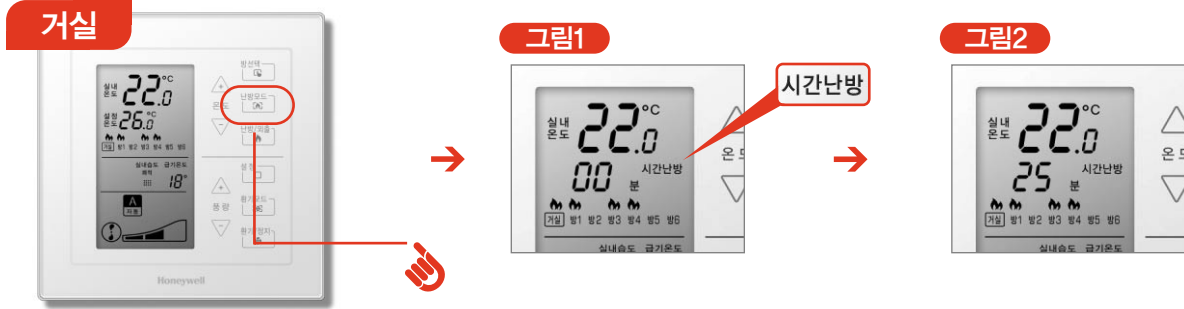 거실
실내
온도
22.0
°C
설정
온도
26.0
°C
거실 방1 방2 방3 방4 방5 방6
실내습도 급기온도
쾌적
18°
A
자동
온도
풍량
방선택
난방모드
난방/외출
설정
환기모드
환기/정지
Honeywell
그림1
시간난방
실내
온도
22.0
°C
시간난방
00 분
거실 방1 방2 방3 방4 방5 방6
실내습도 급기온도
온도
그림2
실내
온도
22.0
°C
시간난방
25 분
거실 방1 방2 방3 방4 방5 방6
실내습도 급기온도
온도